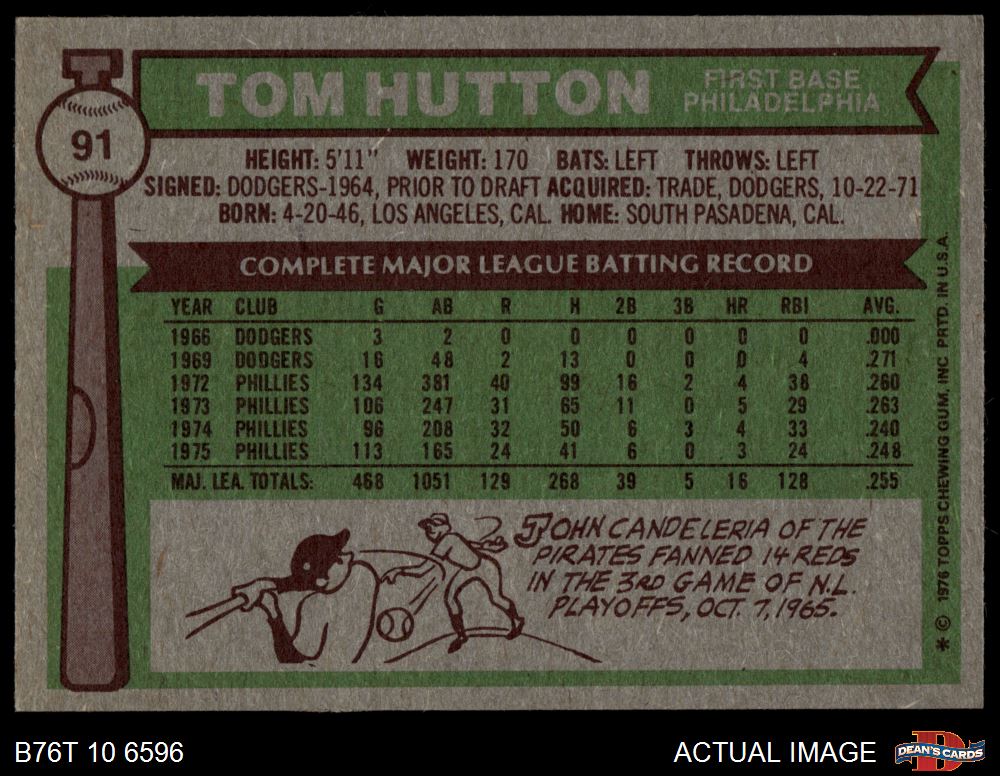 TOM HUTTON
FIRST BASE
PHILADELPHIA
91
HEIGHT: 5'11" WEIGHT: 170 BATS: LEFT THROWS: LEFT
SIGNED: DODGERS-1964, PRIOR TO DRAFT ACQUIRED: TRADE, DODGERS, 10-22-71
BORN: 4-20-46, LOS ANGELES, CAL. HOME: SOUTH PASADENA, CAL.
COMPLETE MAJOR LEAGUE BATTING RECORD
YEAR CLUB G AB R H 2B 3B HR RBI AVG.
1966 DODGERS 3 2 0 0 0 0 0 0 .000
1969 DODGERS 16 48 2 13 0 0 0 4 .271
1972 PHILLIES 134 381 40 99 16 2 4 38 .260
1973 PHILLIES 106 247 31 65 11 0 5 29 .263
1974 PHILLIES 96 208 32 50 6 3 4 33 .240
1975 PHILLIES 113 165 24 41 6 0 3 24 .248
MAJ. LEA. TOTALS: 468 1051 129 268 39 5 16 128 .255
JOHN CANDELERIA OF THE
PIRATES FANNED 14 REDS
IN THE 3RD GAME OF N.L.
PLAYOFFS, OCT. 7, 1965.
* © 1976 TOPPS CHEWING GUM, INC PRTD. IN U.S.A.
B76T 10 6596
ACTUAL IMAGE
D
DEAN'S CARDS